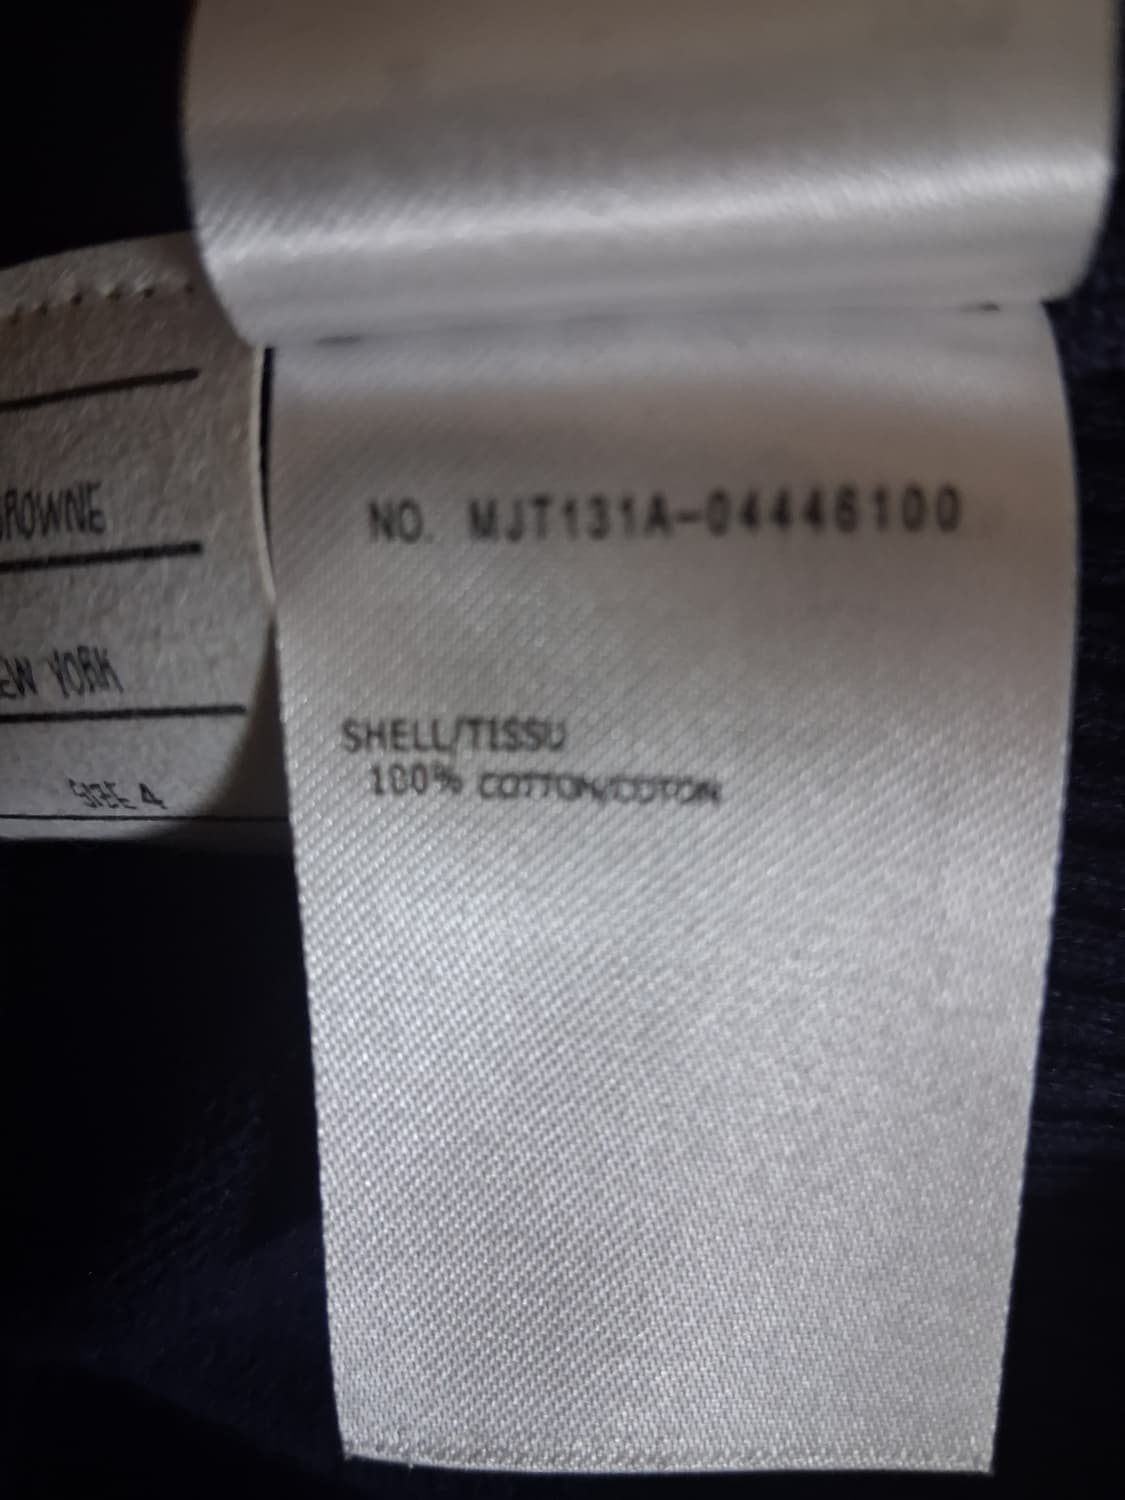 ROWNE
EW YORK
SIZE 4
NO. MJT131A-04446100
SHELL/TISSU
100% COTTON/COTON